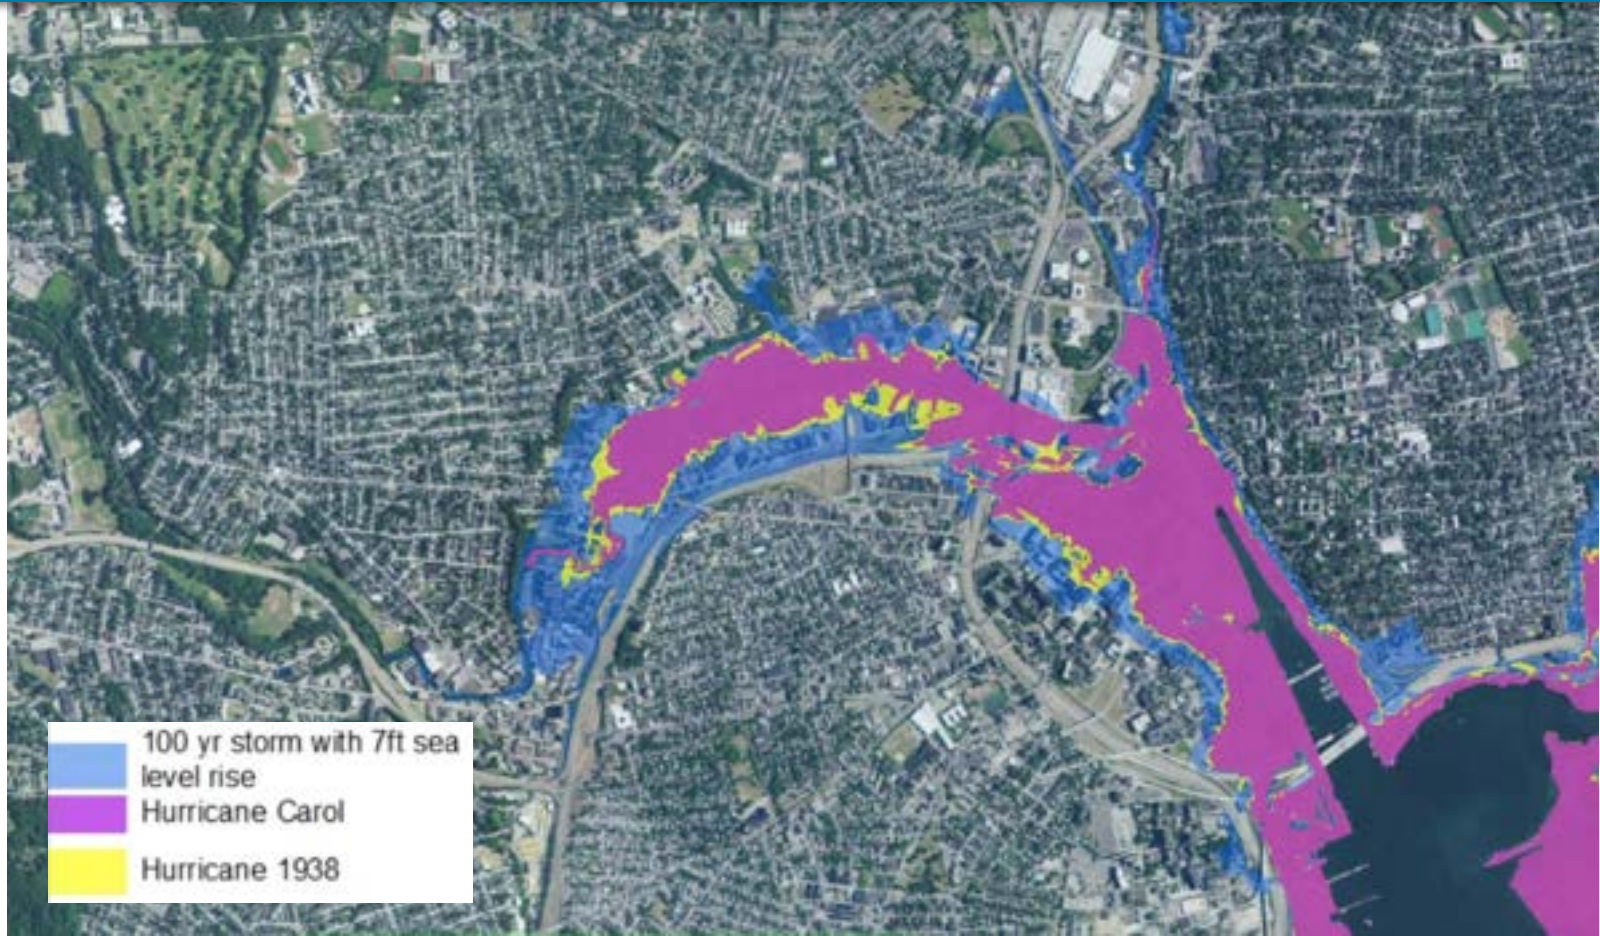 100 yr storm with 7ft sea
level rise
Hurricane Carol
Hurricane 1938